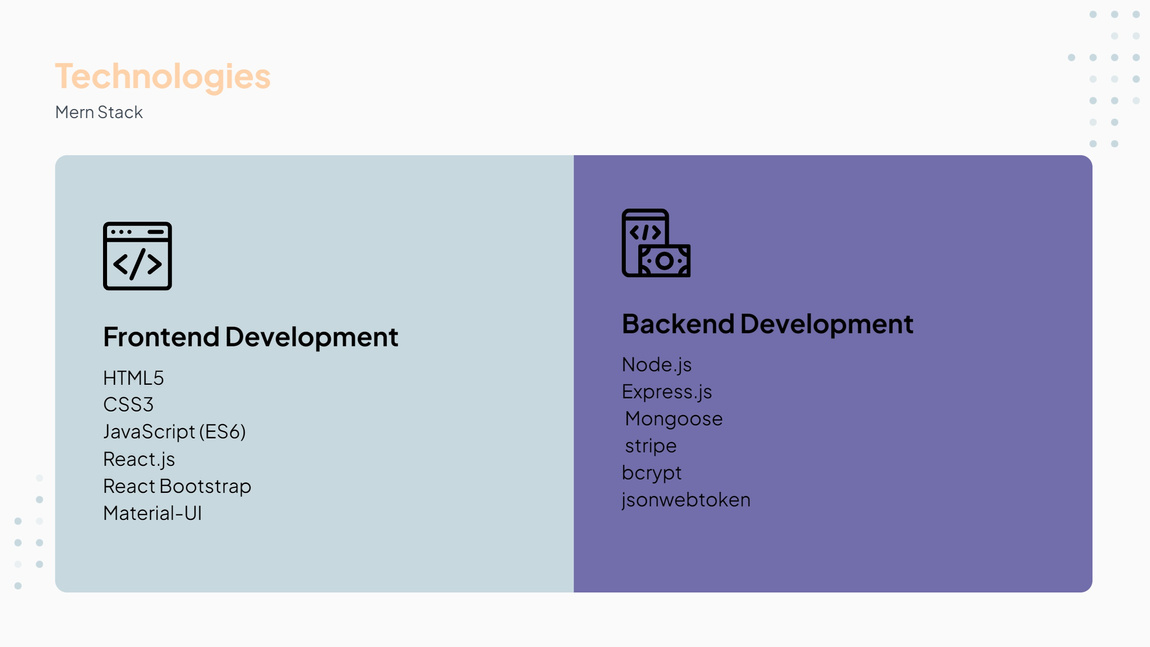 Technologies
Mern Stack
Frontend Development
HTML5
CSS3
JavaScript (ES6)
React.js
React Bootstrap
Material-UI
Backend Development
Node.js
Express.js
Mongoose
stripe
bcrypt
jsonwebtoken